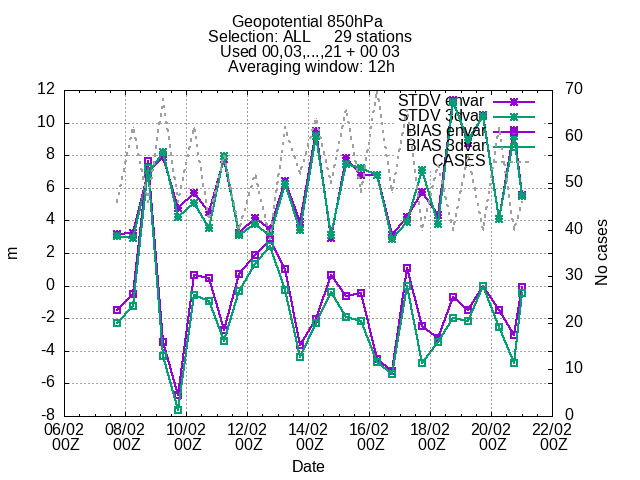 Geopotential 850hPa
Selection: ALL 29 stations
Used 00,03,...,21 + 00 03
Averaging window: 12h
STDV envar
STDV 3dvar
BIAS envar
BIAS 3dvar
CASES
12
10
8
6
4
2
0
-2
-4
-6
-8
m
70
60
50
40
30
20
10
0
No cases
06/02 08/02 10/02 12/02 14/02 16/02 18/02 20/02 22/02
00Z 00Z 00Z 00Z 00Z 00Z 00Z 00Z 00Z
Date